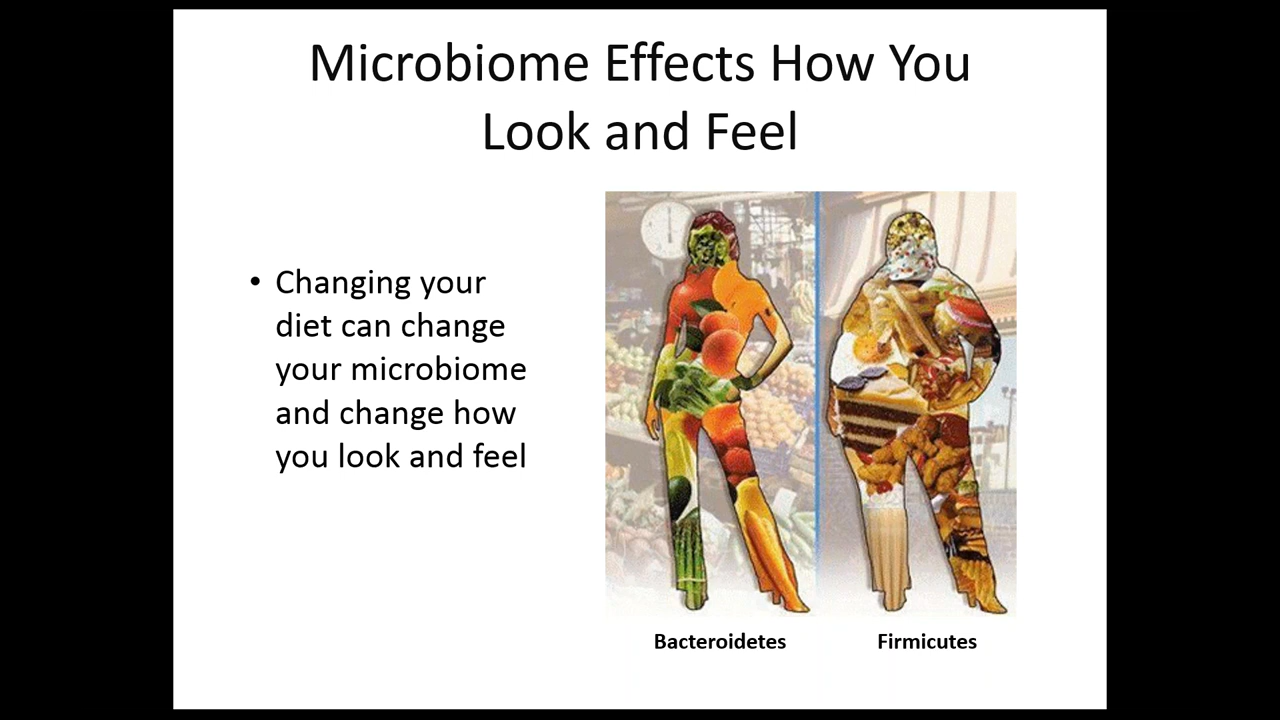 Microbiome Effects How You
Look and Feel
• Changing your
diet can change
your microbiome
and change how
you look and feel
Bacteroidetes
Firmicutes